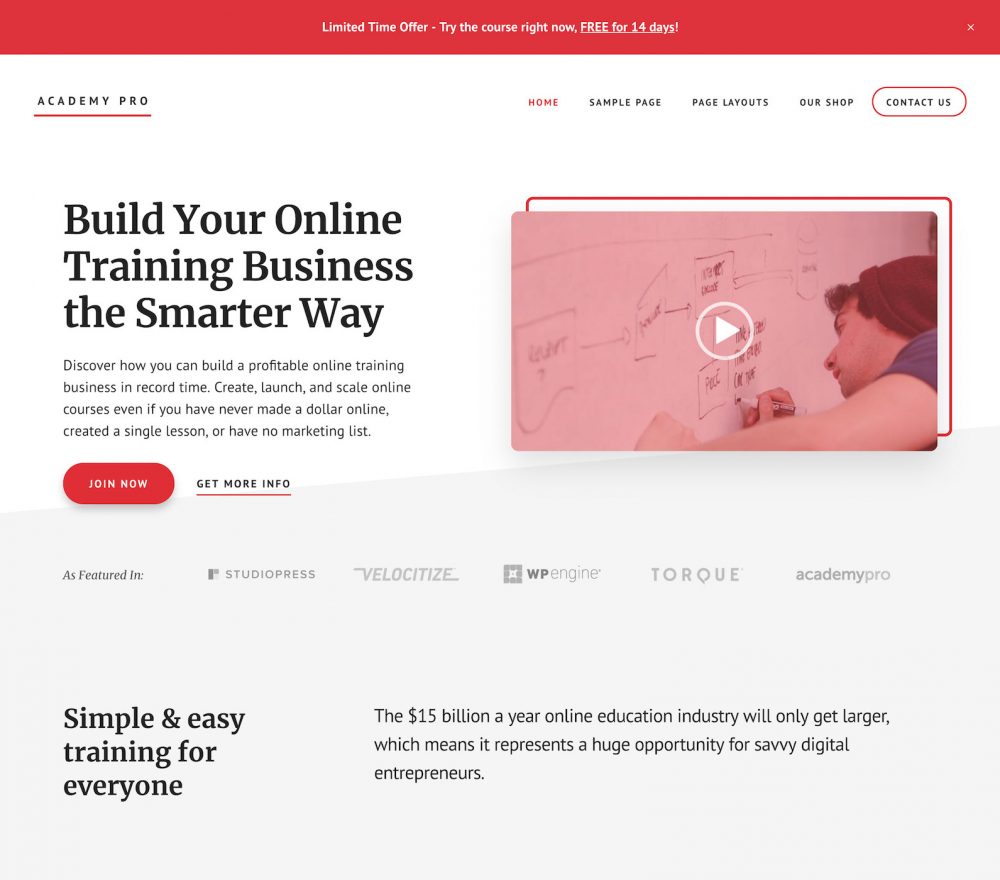 Limited Time Offer - Try the course right now, FREE for 14 days!
×
ACADEMY PRO
HOME
SAMPLE PAGE
PAGE LAYOUTS
OUR SHOP
CONTACT US
Build Your Online
Training Business
the Smarter Way
Discover how you can build a profitable online training
business in record time. Create, launch, and scale online
courses even if you have never made a dollar online,
created a single lesson, or have no marketing list.
JOIN NOW
GET MORE INFO
As Featured In:
STUDIOPRESS
VELOCITIZE
WP engine
TORQUE
academypro
Simple & easy
training for
everyone
The $15 billion a year online education industry will only get larger,
which means it represents a huge opportunity for savvy digital
entrepreneurs.